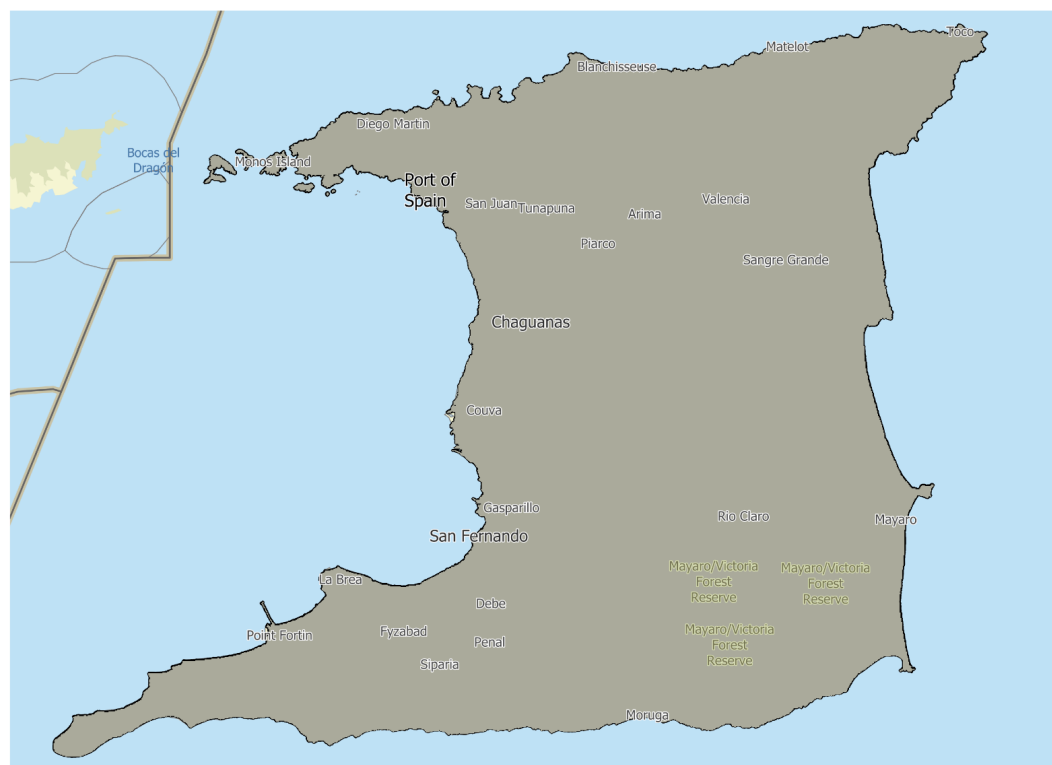 Toco
Matelot
Blanchisseuse
Diego Martin
Bocas del
Dragón
Monos Island
Port of
Spain
San Juan
Tunapuna
Arima
Valencia
Piarco
Sangre Grande
Chaguanas
Couva
Gasparillo
San Fernando
Rio Claro
Mayaro
Mayaro/Victoria
Forest
Reserve
Mayaro/Victoria
Forest
Reserve
La Brea
Debe
Point Fortin
Fyzabad
Penal
Mayaro/Victoria
Forest
Reserve
Siparia
Moruga